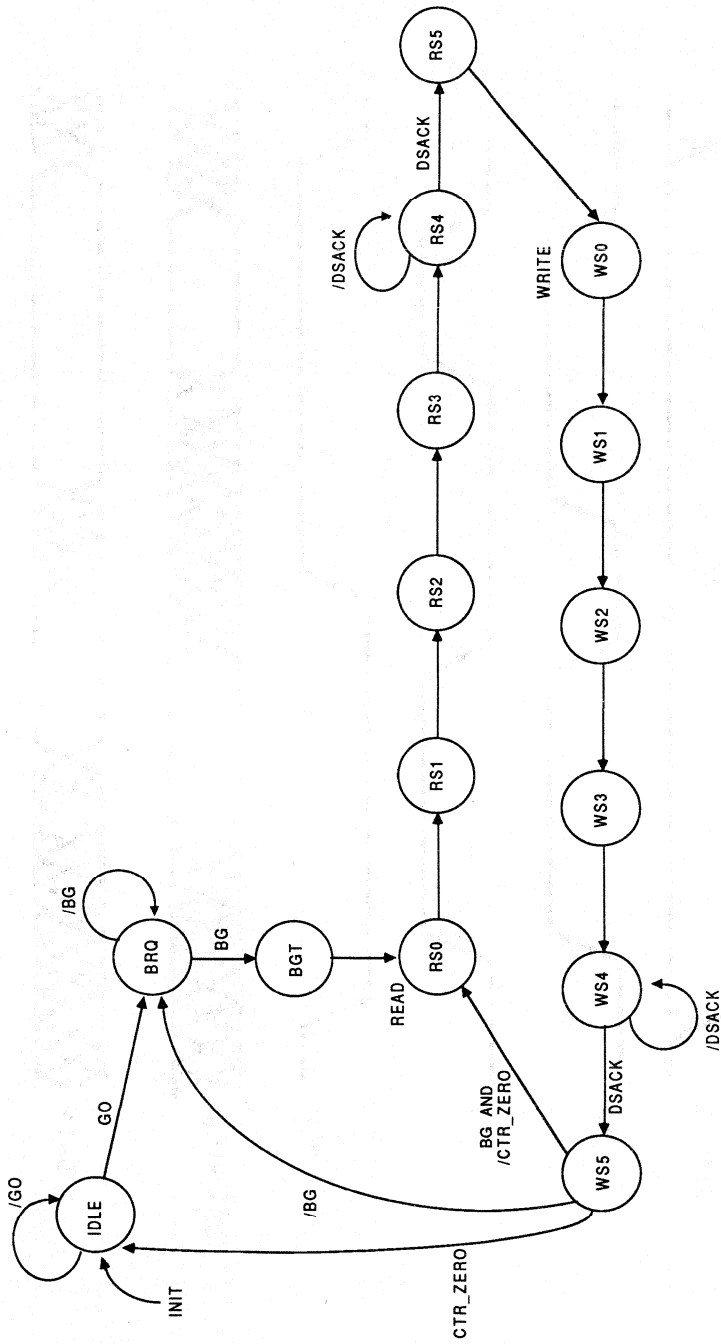 /GO
IDLE
INIT
GO
/BG
BRQ
BG
BGT
/BG
CTR_ZERO
BG AND
/CTR_ZERO
READ
RS0
RS1
RS2
RS3
/DSACK
RS4
DSACK
RS5
WRITE
WS0
WS1
WS2
WS3
WS4
/DSACK
DSACK
WS5